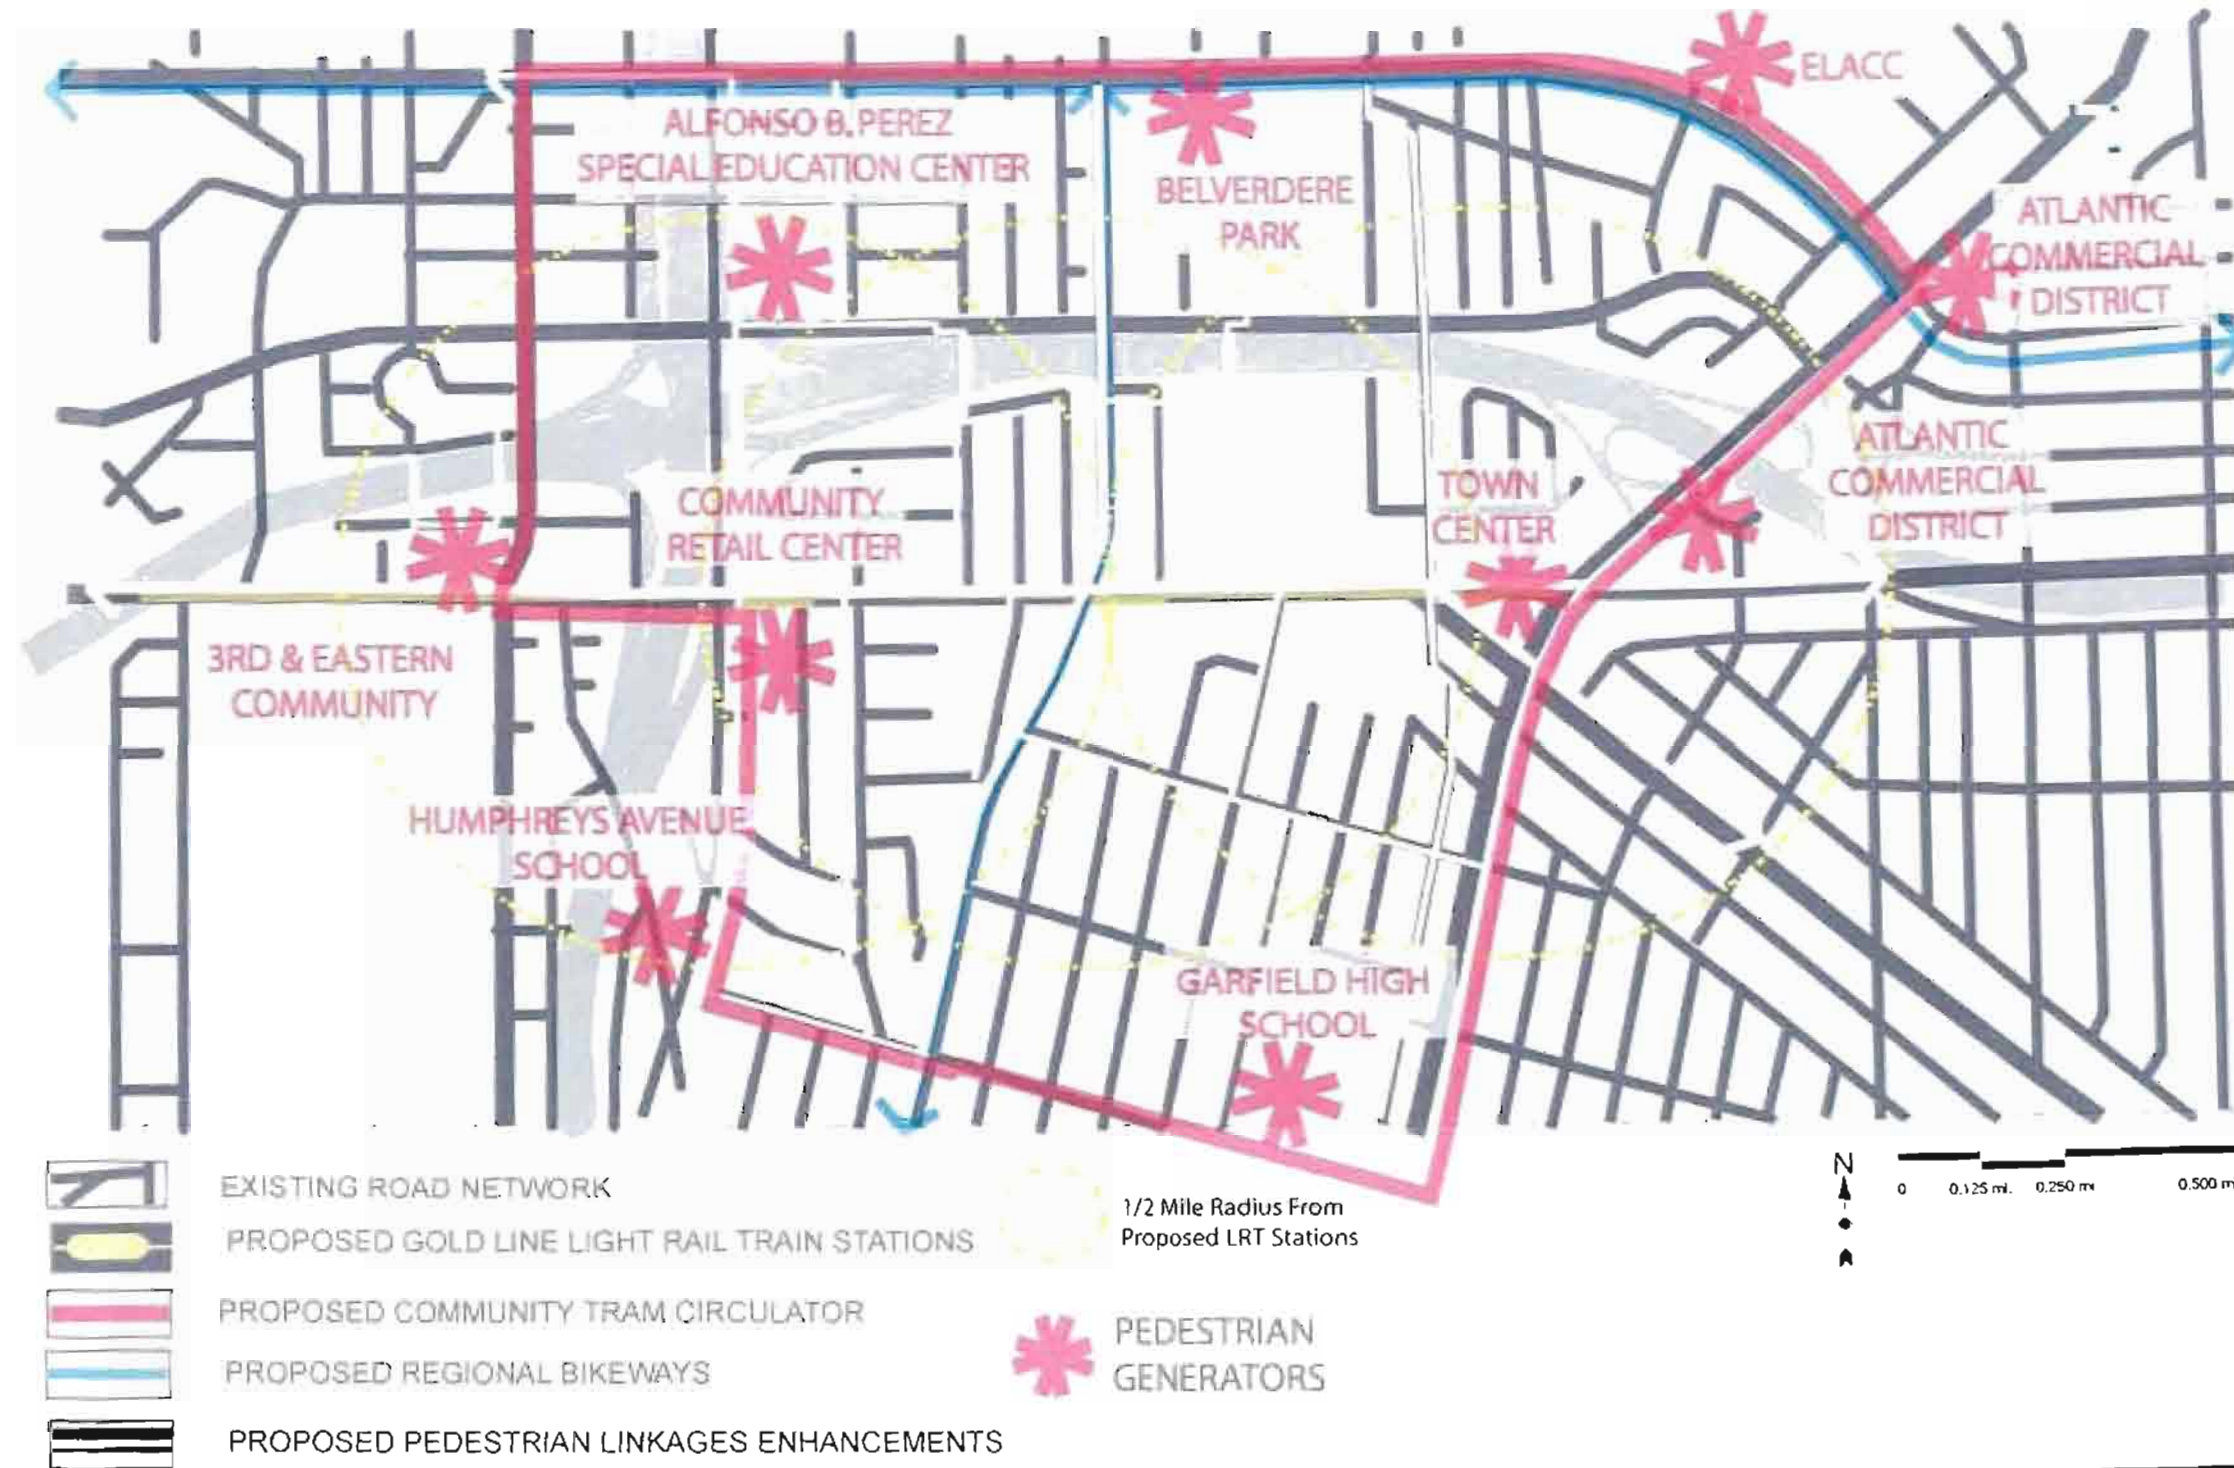 ELACC
ALFONSO B. PEREZ
SPECIAL EDUCATION CENTER
BELVERDERE
PARK
ATLANTIC
COMMERCIAL
DISTRICT
ATLANTIC
COMMERCIAL
DISTRICT
TOWN
CENTER
COMMUNITY
RETAIL CENTER
3RD & EASTERN
COMMUNITY
HUMPHREYS AVENUE
SCHOOL
GARFIELD HIGH
SCHOOL
EXISTING ROAD NETWORK
PROPOSED GOLD LINE LIGHT RAIL TRAIN STATIONS
PROPOSED COMMUNITY TRAM CIRCULATOR
PROPOSED REGIONAL BIKEWAYS
PROPOSED PEDESTRIAN LINKAGES ENHANCEMENTS
1/2 Mile Radius From
Proposed LRT Stations
PEDESTRIAN
GENERATORS
N
0 0.125 mi. 0.250 mi 0.500 m